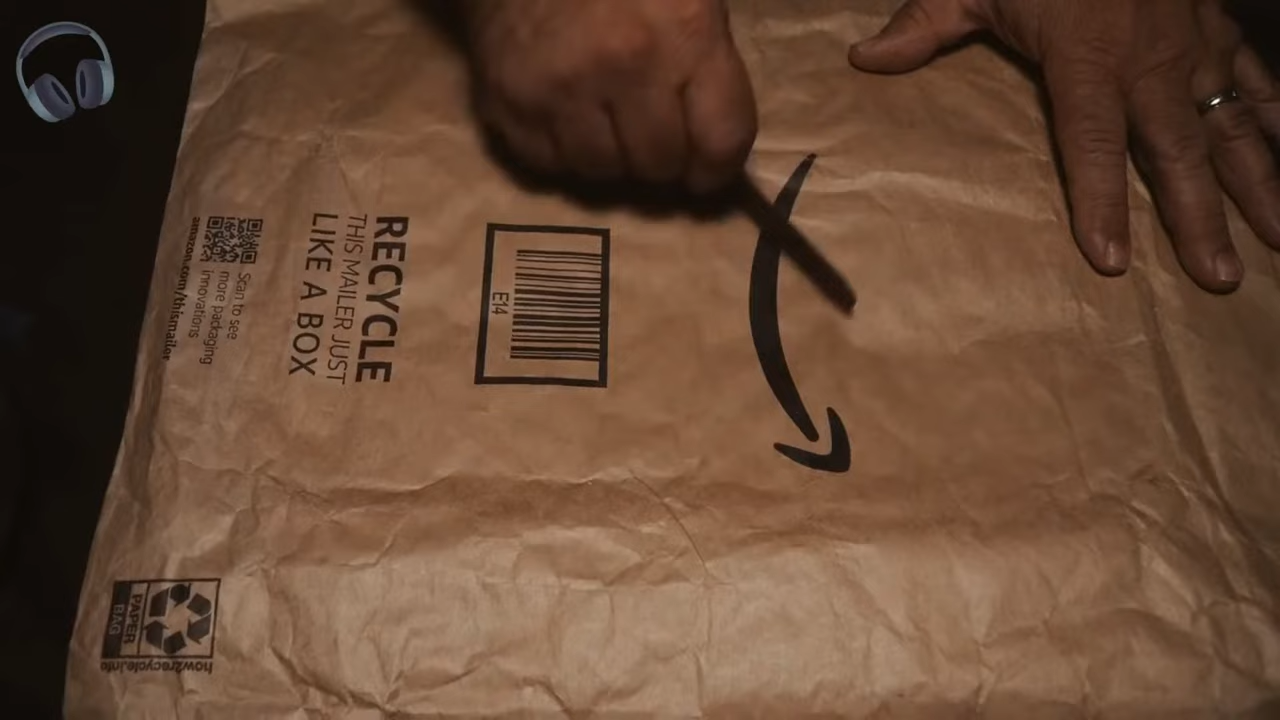 RECYCLE
THIS MAILER JUST
LIKE A BOX
Scan to see
more packaging
innovations
amazon.com/thismailer
E14
PAPER
BAG
how2recycle.info